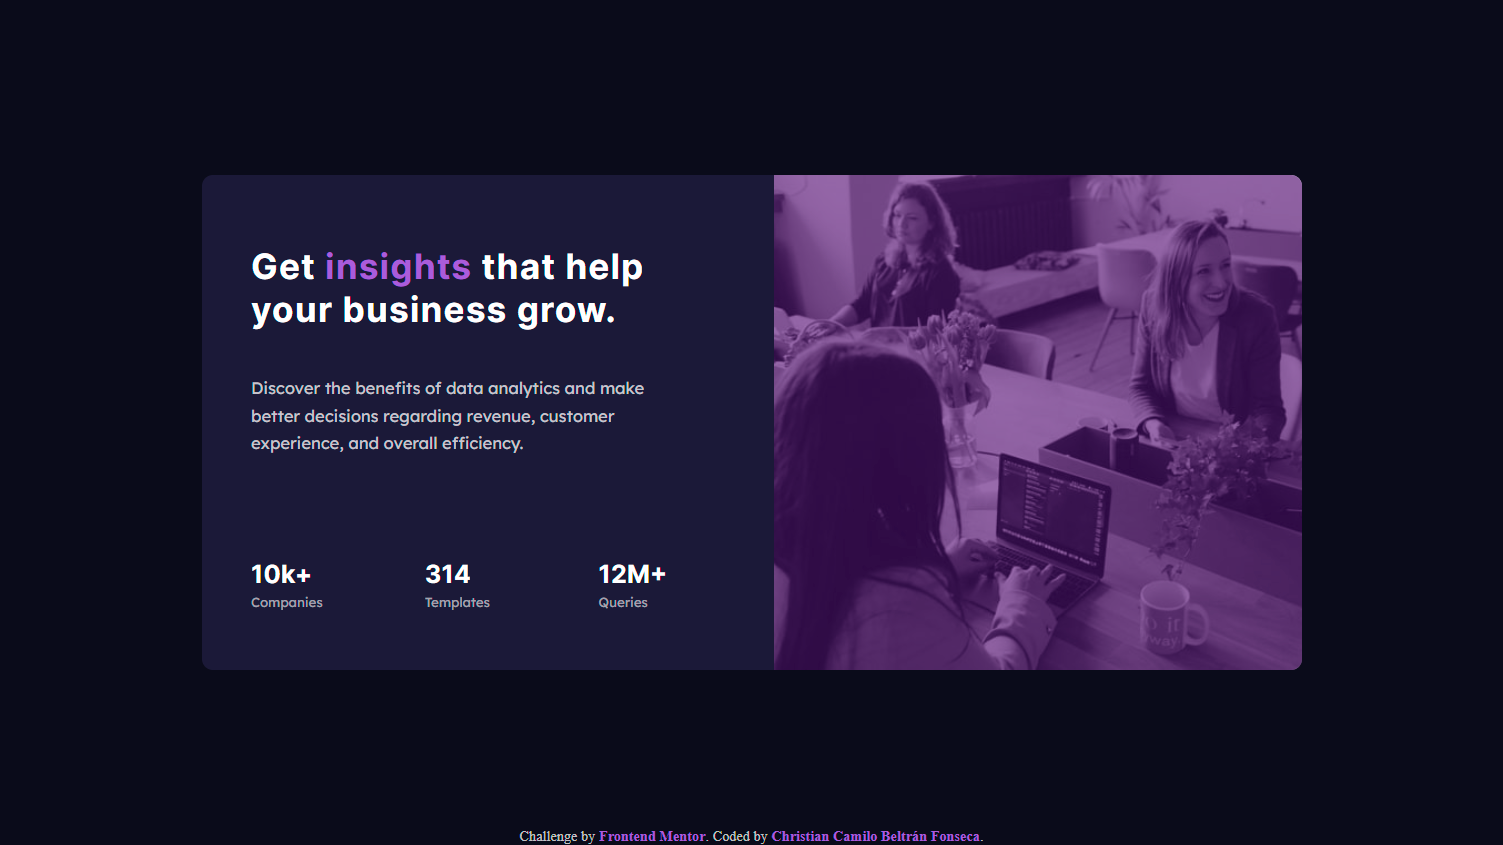 Get insights that help
your business grow.
Discover the benefits of data analytics and make
better decisions regarding revenue, customer
experience, and overall efficiency.
10k+ 314 12M+
Companies Templates Queries
Challenge by Frontend Mentor. Coded by Christian Camilo Beltrán Fonseca.